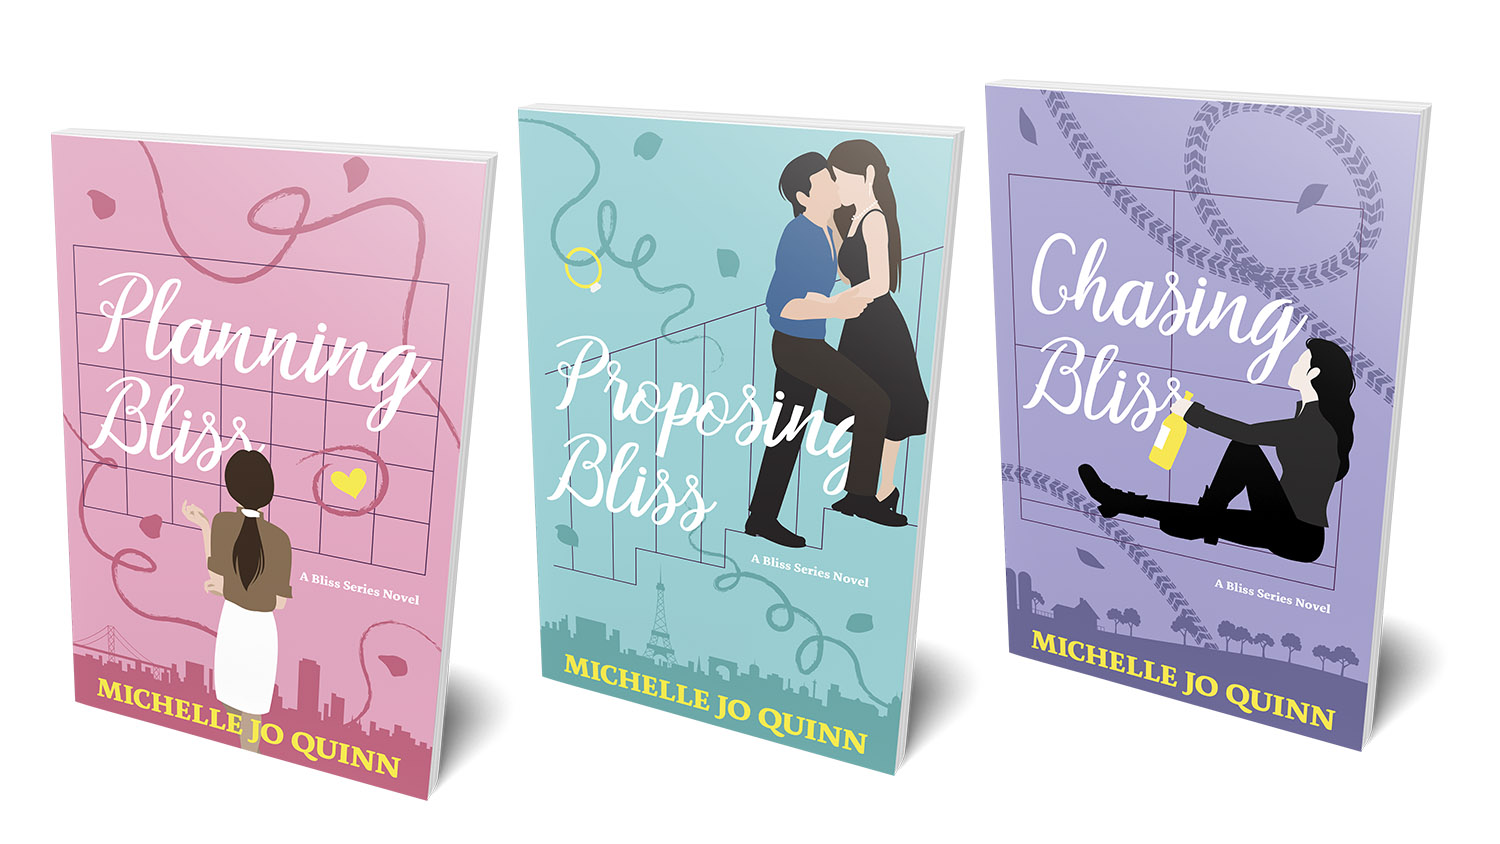 Planning
Bliss
A Bliss Series Novel
MICHELLE JO QUINN
Proposing
Bliss
A Bliss Series Novel
MICHELLE JO QUINN
Chasing
Bliss
A Bliss Series Novel
MICHELLE JO QUINN